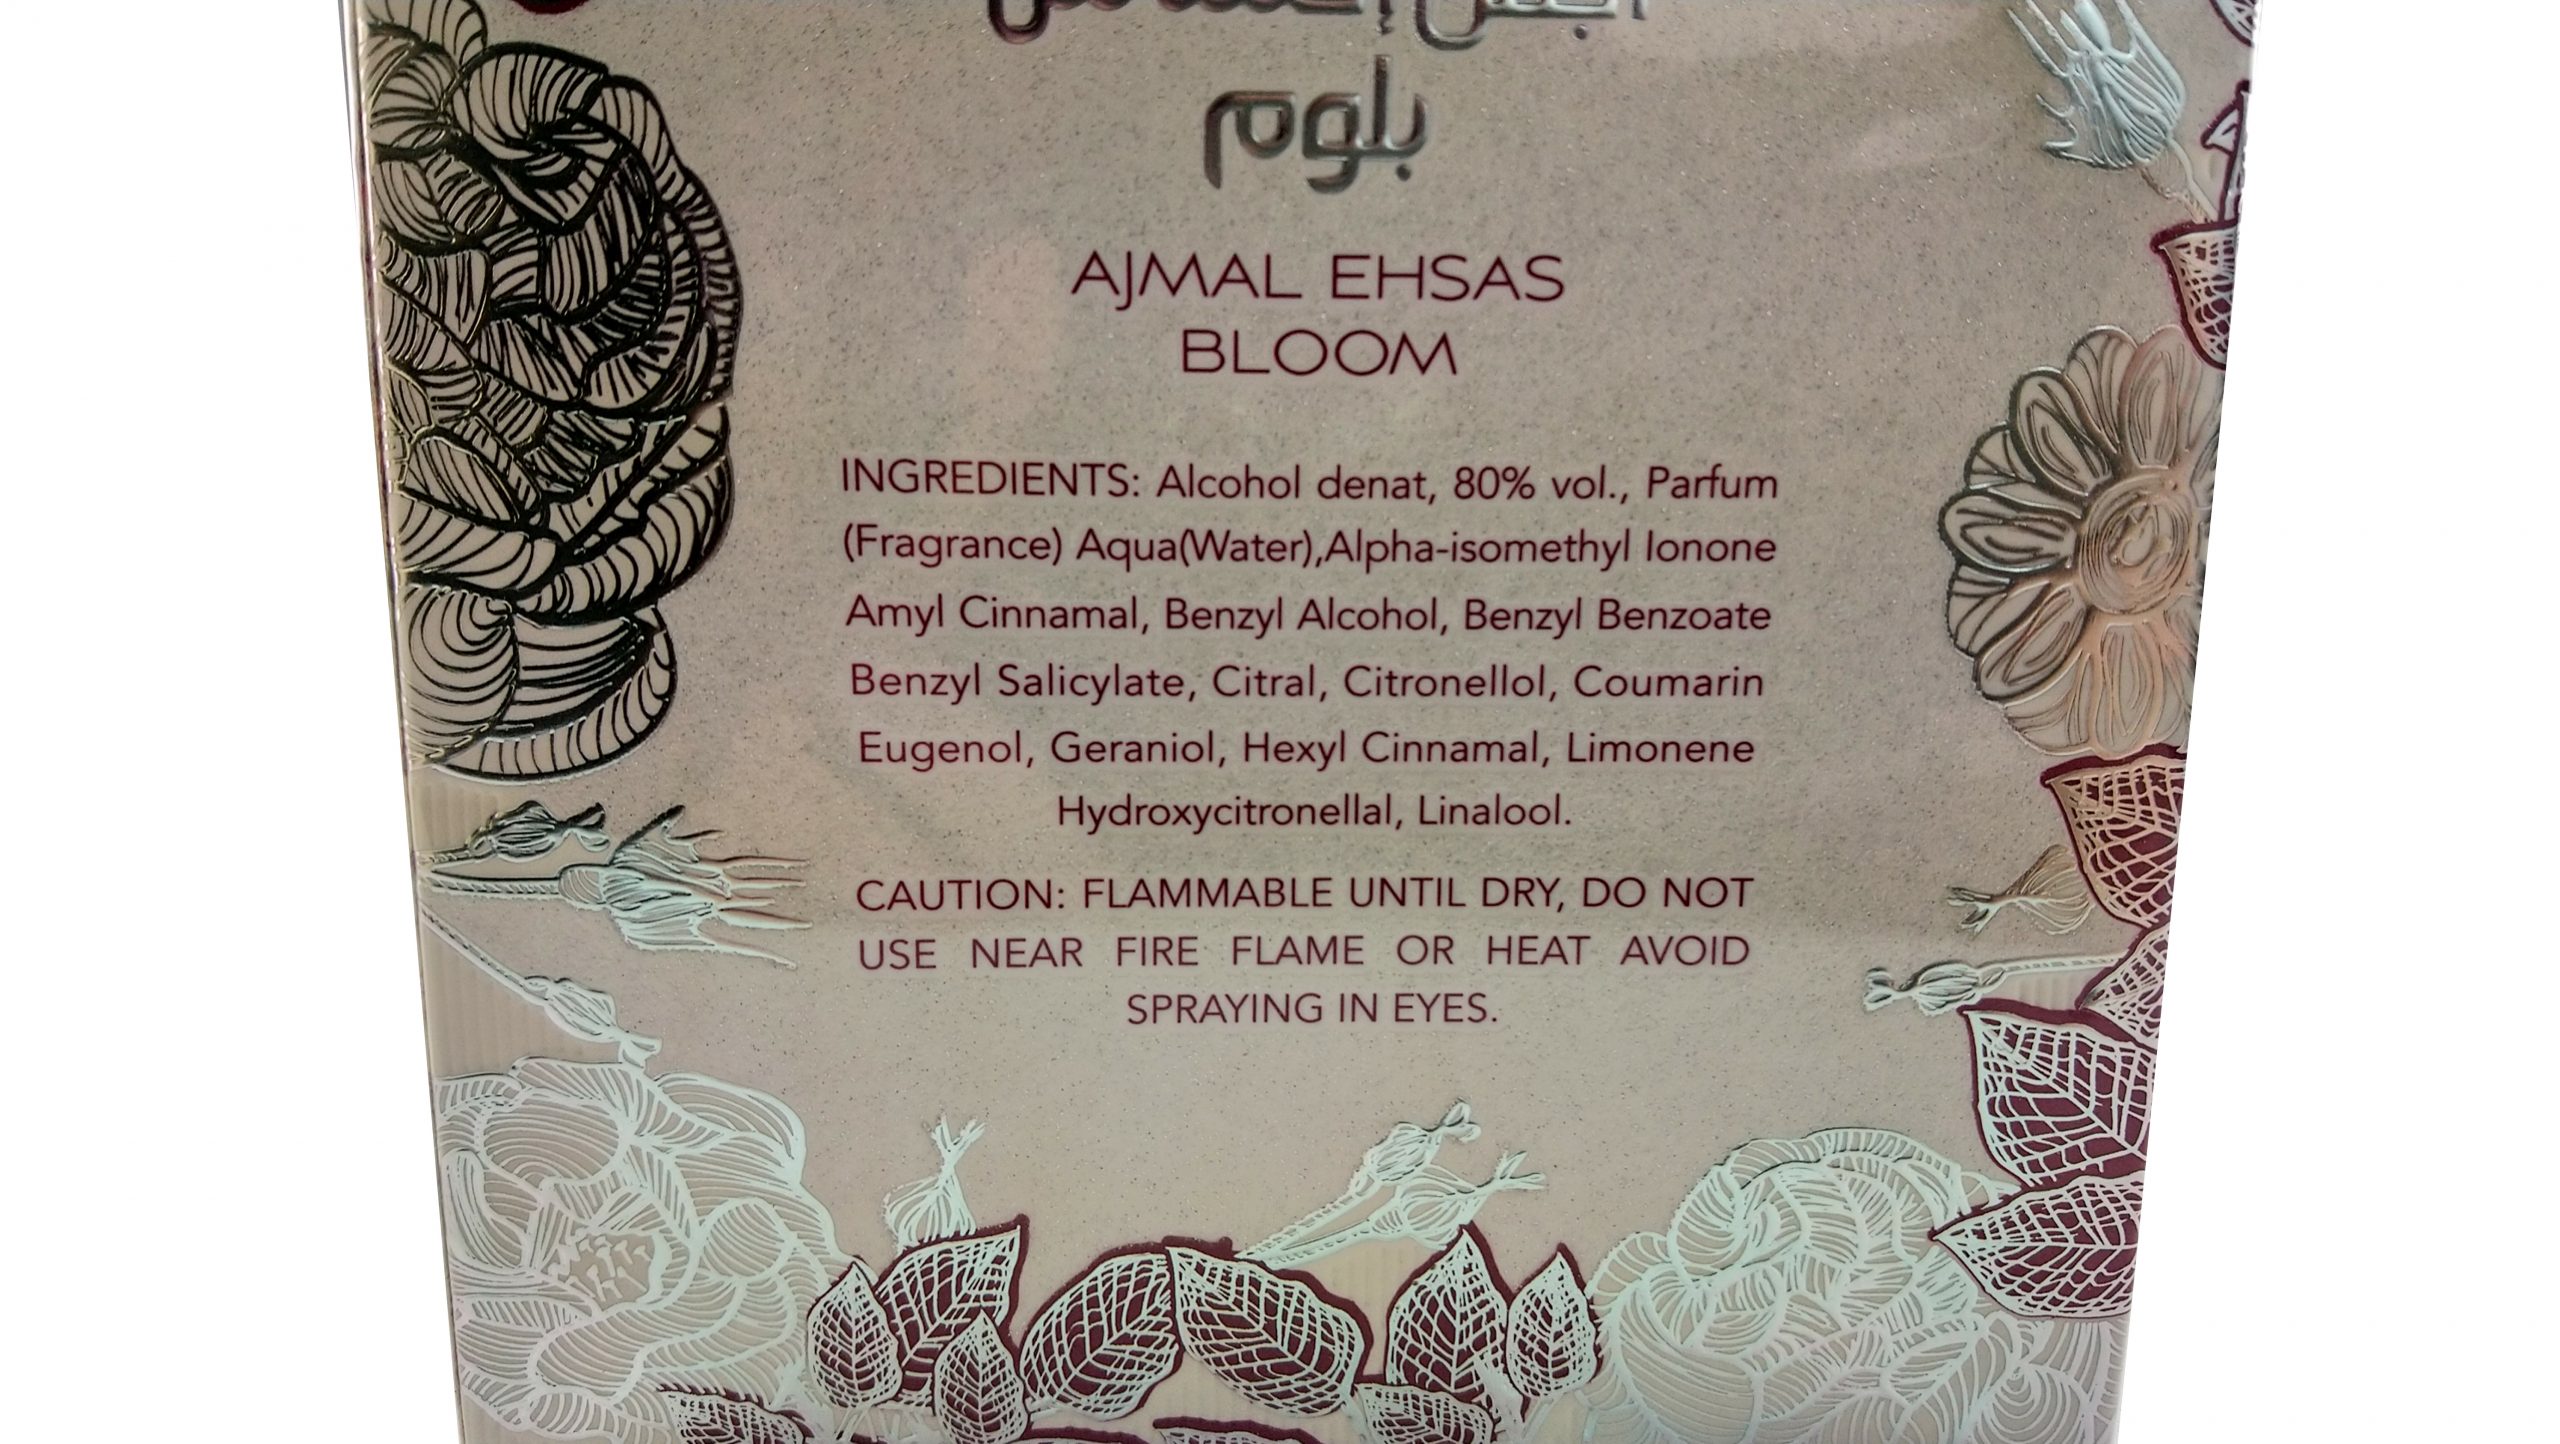 بلوم
AJMAL EHSAS
BLOOM
INGREDIENTS: Alcohol denat, 80% vol., Parfum
(Fragrance) Aqua(Water),Alpha-isomethyl Ionone
Amyl Cinnamal, Benzyl Alcohol, Benzyl Benzoate
Benzyl Salicylate, Citral, Citronellol, Coumarin
Eugenol, Geraniol, Hexyl Cinnamal, Limonene
Hydroxycitronellal, Linalool.
CAUTION: FLAMMABLE UNTIL DRY, DO NOT
USE NEAR FIRE FLAME OR HEAT AVOID
SPRAYING IN EYES.